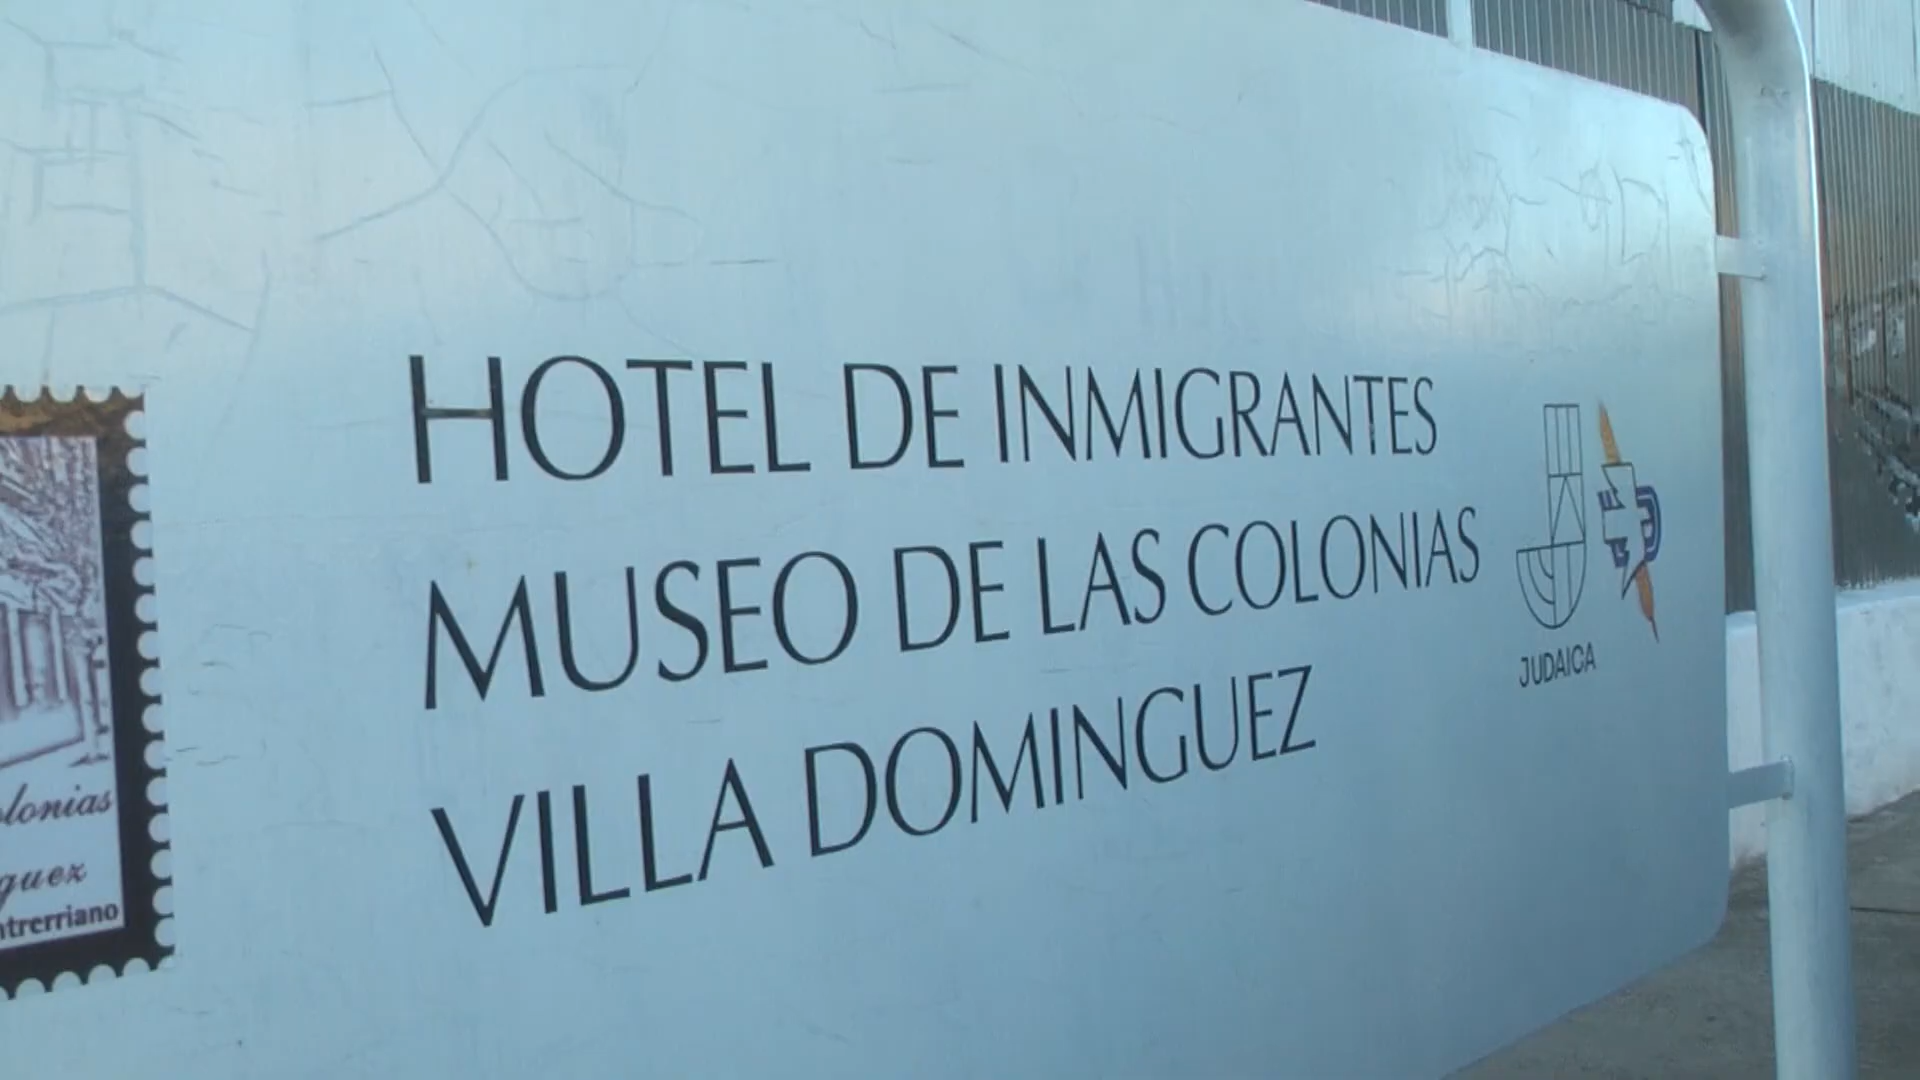 HOTEL DE INMIGRANTES
MUSEO DE LAS COLONIAS
VILLA DOMINGUEZ
JUDAICA
olonias
guez
ntrerriano